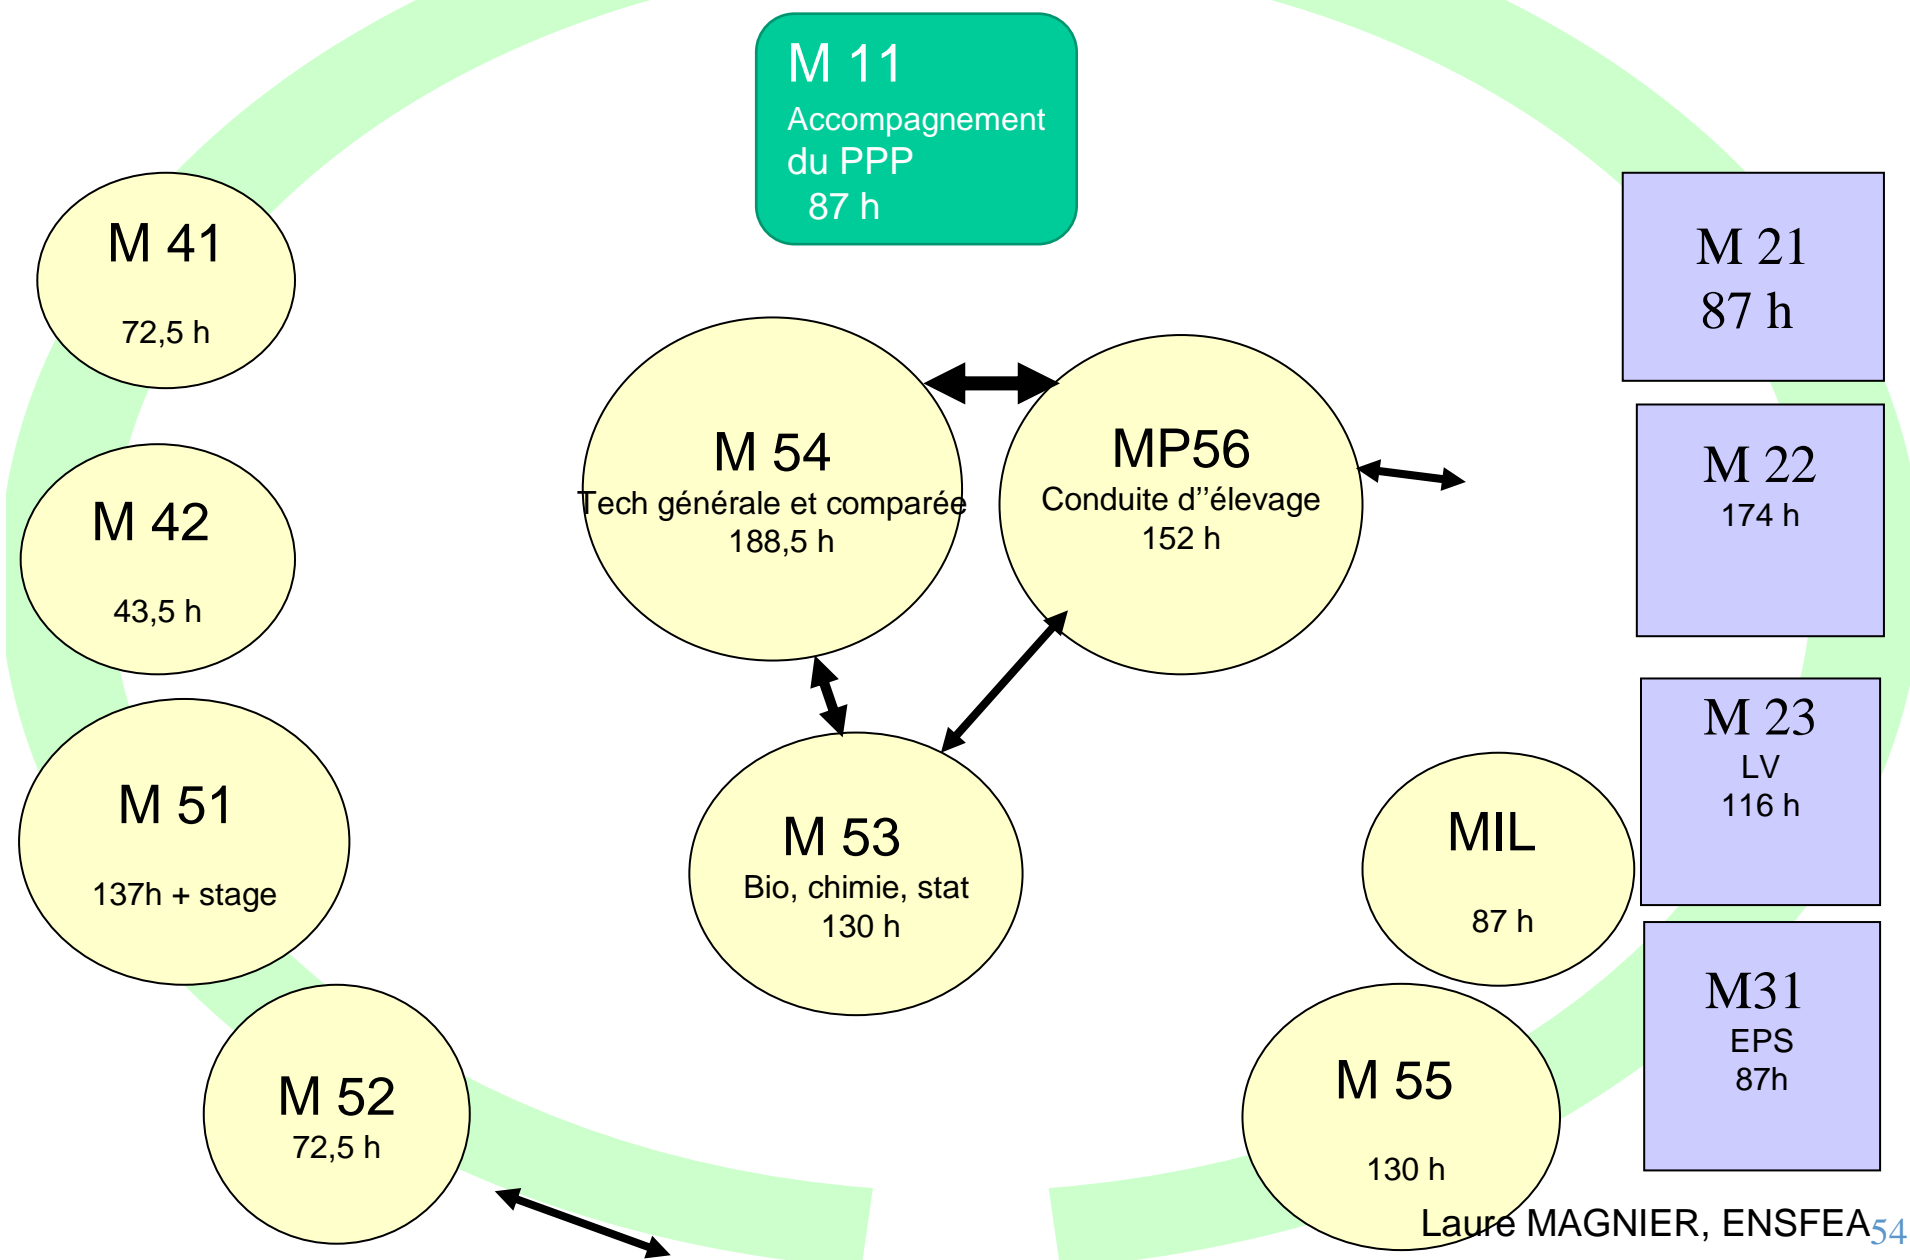 M 11
Accompagnement
du PPP
87 h
M 41
72,5 h
M 21
87 h
M 54
Tech générale et comparée
188,5 h
MP56
Conduite d’’élevage
152 h
M 22
174 h
M 42
43,5 h
M 51
137h + stage
M 53
Bio, chimie, stat
130 h
MIL
87 h
M 23
LV
116 h
M 52
72,5 h
M 55
130 h
M31
EPS
87h
Laure MAGNIER, ENSFEA
54